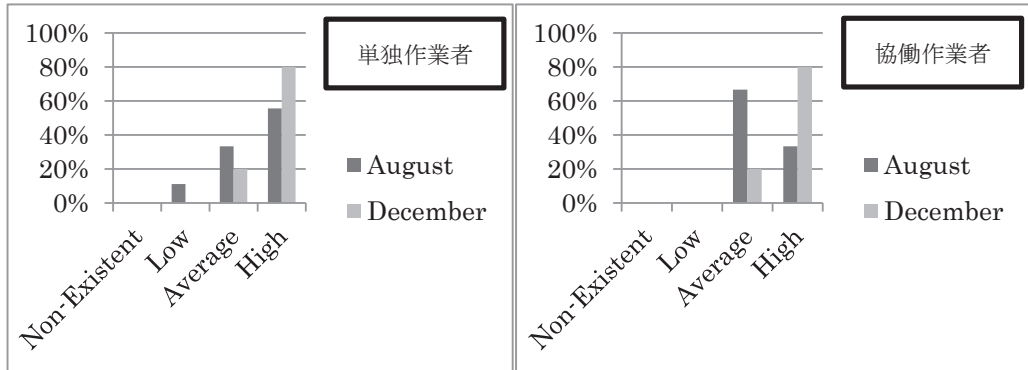 単独作業者
100%
80%
60%
40%
20%
0%
Non-Existent
Low
Average
High
August
December
協働作業者
100%
80%
60%
40%
20%
0%
Non-Existent
Low
Average
High
August
December